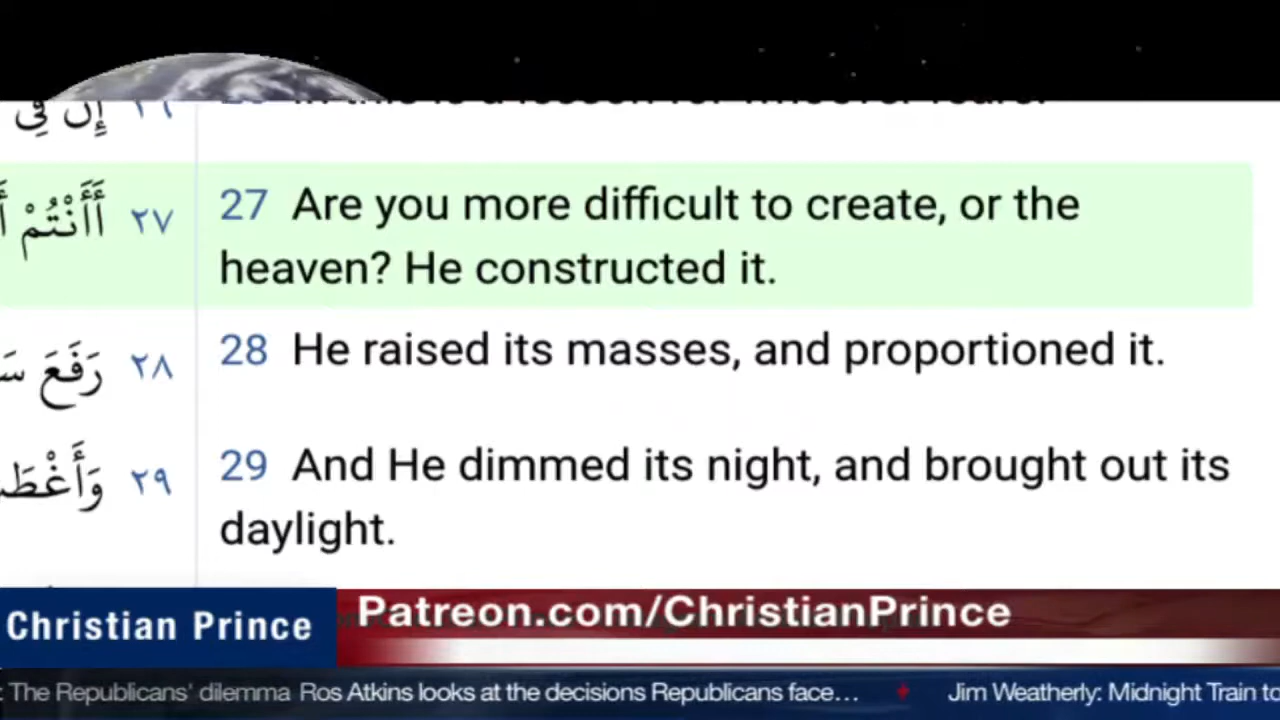 إِنَّ فِي ٢٦
27 Are you more difficult to create, or the
heaven? He constructed it.
أَأَنْتُمْ ٢٧
28 He raised its masses, and proportioned it.
رَفَعَ ٢٨
29 And He dimmed its night, and brought out its
daylight.
٢٩
Christian Prince
Patreon.com/ChristianPrince
: The Republicans' dilemma Ros Atkins looks at the decisions Republicans face… Jim Weatherly: Midnight Train to